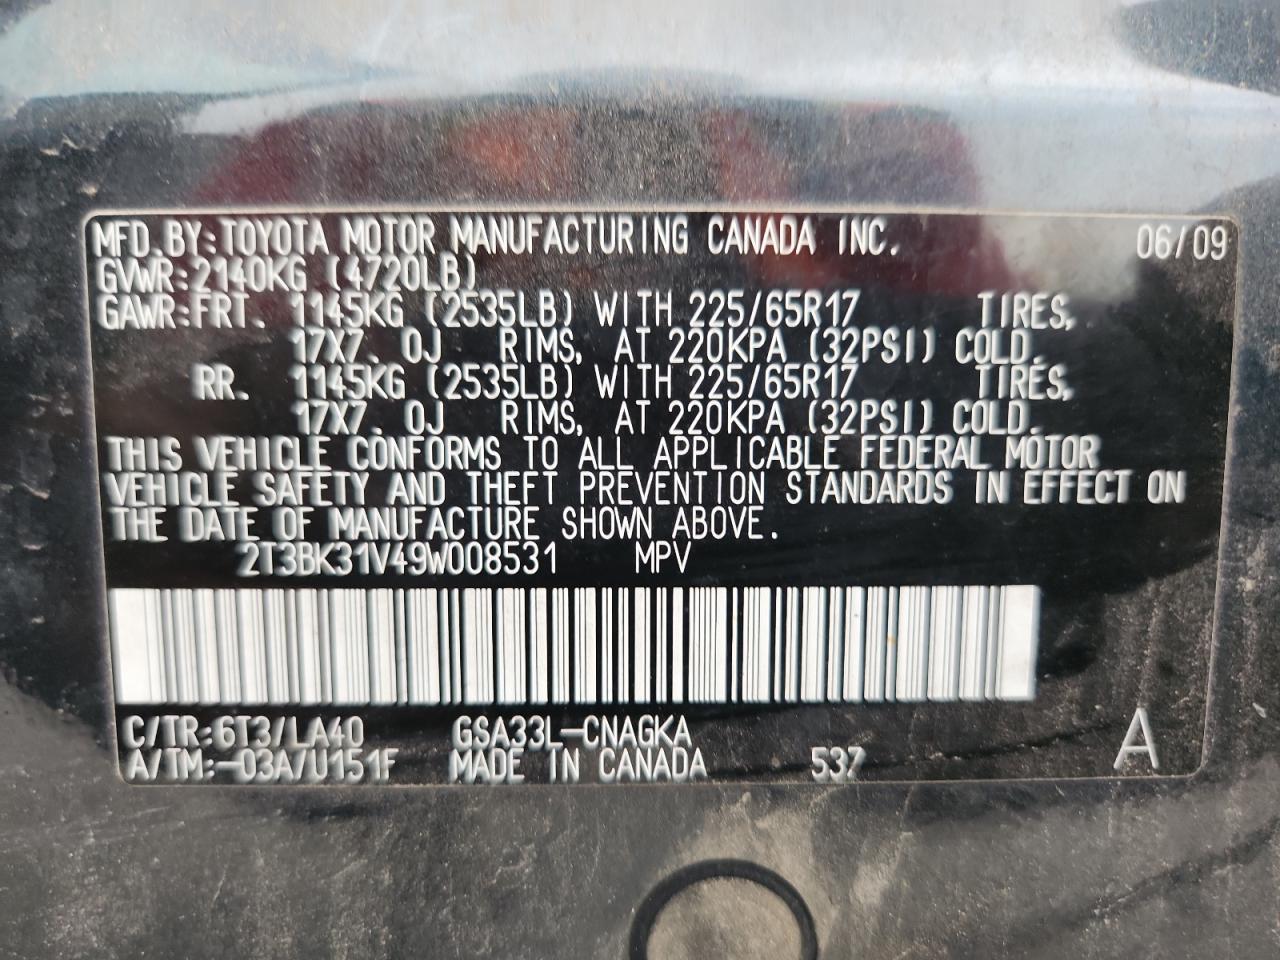 MFD.BY:TOYOTA MOTOR MANUFACTURING CANADA INC. 06/09
GVWR:2140KG (4720LB)
GAWR:FRT. 1145KG (2535LB) WITH 225/65R17 TIRES,
17X7.0J RIMS, AT 220KPA (32PSI) COLD.
RR. 1145KG (2535LB) WITH 225/65R17 TIRES,
17X7.0J RIMS, AT 220KPA (32PSI) COLD.
THIS VEHICLE CONFORMS TO ALL APPLICABLE FEDERAL MOTOR
VEHICLE SAFETY AND THEFT PREVENTION STANDARDS IN EFFECT ON
THE DATE OF MANUFACTURE SHOWN ABOVE.
2T3BK31V49W008531 MPV
C/TR:6T3/LA40 GSA33L-CNAGKA A
A/TM:-03A/U151F MADE IN CANADA 537